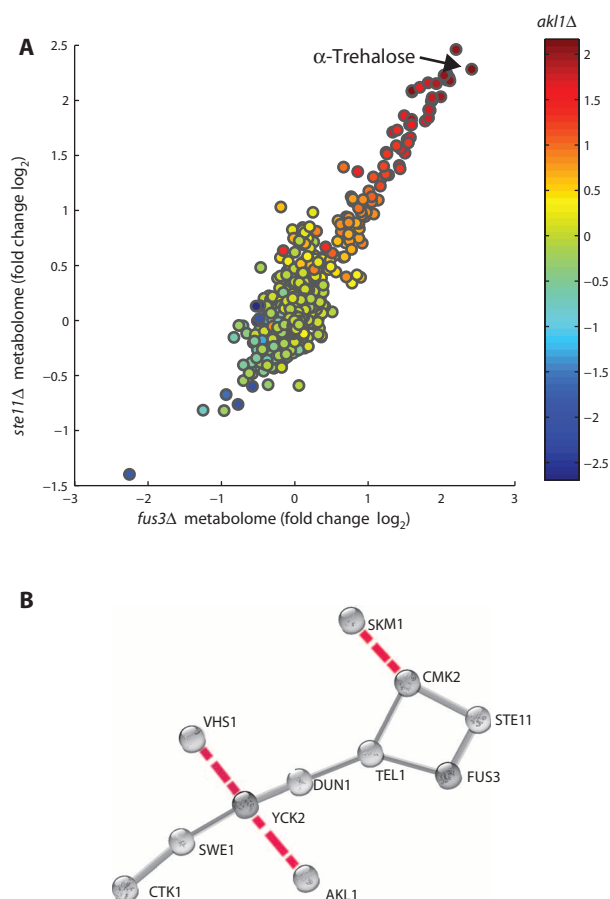 A
akl1Δ
α-Trehalose
2.5
2
1.5
1
0.5
0
−0.5
−1
−1.5
ste11Δ metabolome (fold change log2)
−3
−2
−1
0
1
2
3
fus3Δ metabolome (fold change log2)
2
1.5
1
0.5
0
−0.5
−1
−1.5
−2
−2.5
B
SKM1
CMK2
VHS1
STE11
TEL1
FUS3
DUN1
YCK2
SWE1
CTK1
AKL1